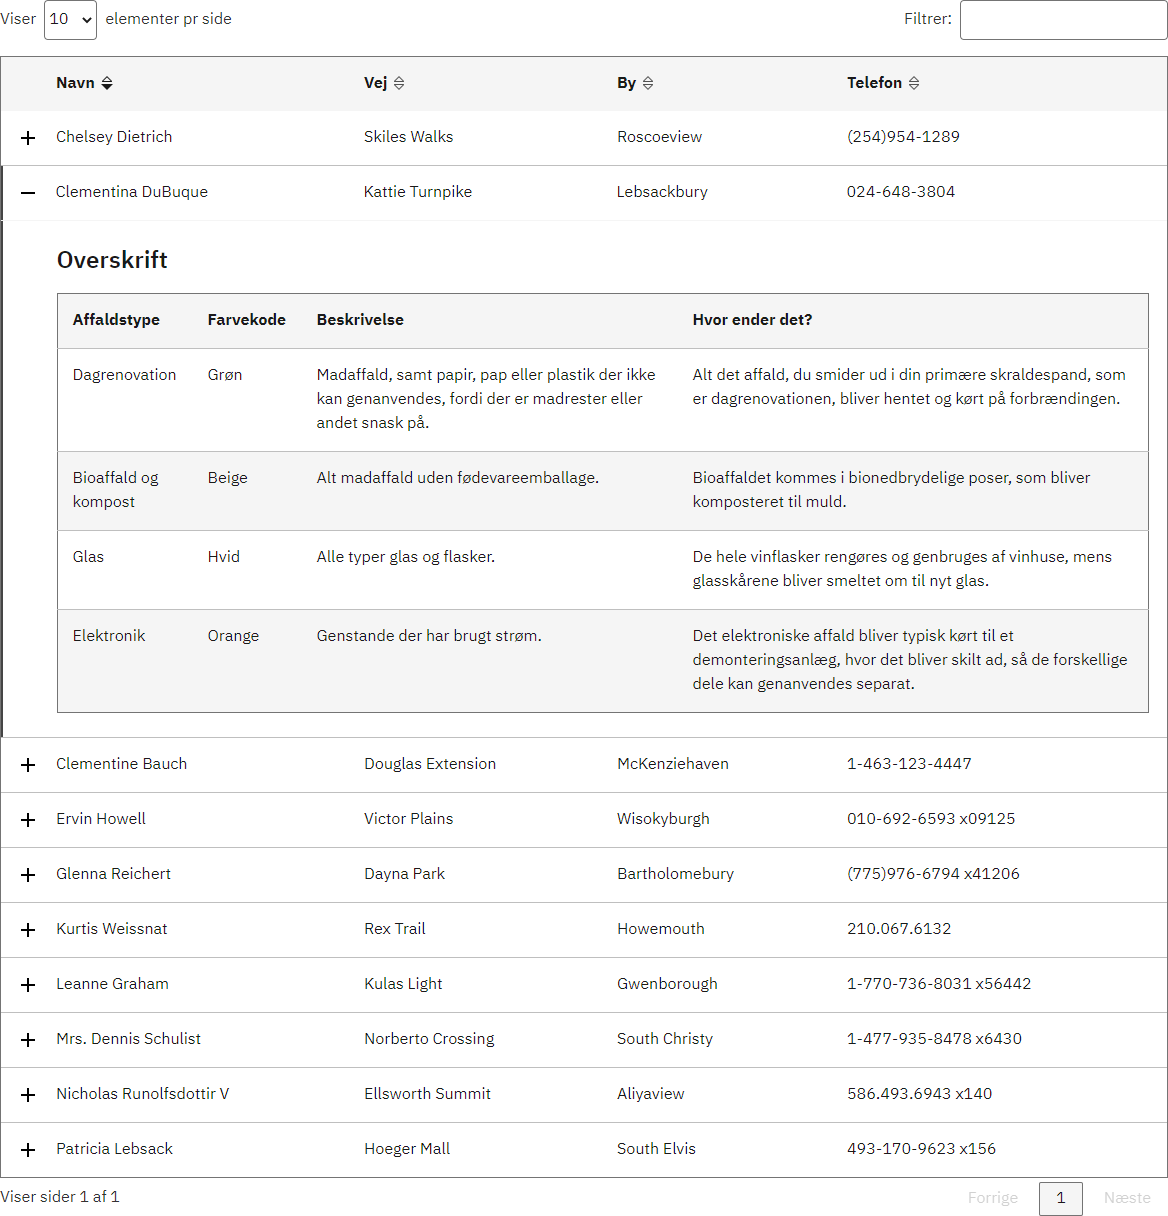 Viser 10 elementer pr side Filtrer:
Navn Vej By Telefon
Chelsey Dietrich Skiles Walks Roscoeview (254)954-1289
Clementina DuBuque Kattie Turnpike Lebsackbury 024-648-3804
Overskrift
Affaldstype Farvekode Beskrivelse Hvor ender det?
Dagrenovation Grøn Madaffald, samt papir, pap eller plastik der ikke Alt det affald, du smider ud i din primære skraldespand, som
kan genanvendes, fordi der er madrester eller er dagrenovationen, bliver hentet og kørt på forbrændingen.
andet snask på.
Bioaffald og Beige Alt madaffald uden fødevareemballage. Bioaffaldet kommes i bionedbrydelige poser, som bliver
kompost komposteret til muld.
Glas Hvid Alle typer glas og flasker. De hele vinflasker rengøres og genbruges af vinhuse, mens
glasskårene bliver smeltet om til nyt glas.
Elektronik Orange Genstande der har brugt strøm. Det elektroniske affald bliver typisk kørt til et
demonteringsanlæg, hvor det bliver skilt ad, så de forskellige
dele kan genanvendes separat.
Clementine Bauch Douglas Extension McKenziehaven 1-463-123-4447
Ervin Howell Victor Plains Wisokyburgh 010-692-6593 x09125
Glenna Reichert Dayna Park Bartholomebury (775)976-6794 x41206
Kurtis Weissnat Rex Trail Howemouth 210.067.6132
Leanne Graham Kulas Light Gwenborough 1-770-736-8031 x56442
Mrs. Dennis Schulist Norberto Crossing South Christy 1-477-935-8478 x6430
Nicholas Runolfsdottir V Ellsworth Summit Aliyaview 586.493.6943 x140
Patricia Lebsack Hoeger Mall South Elvis 493-170-9623 x156
Viser sider 1 af 1 Forrige 1 Næste